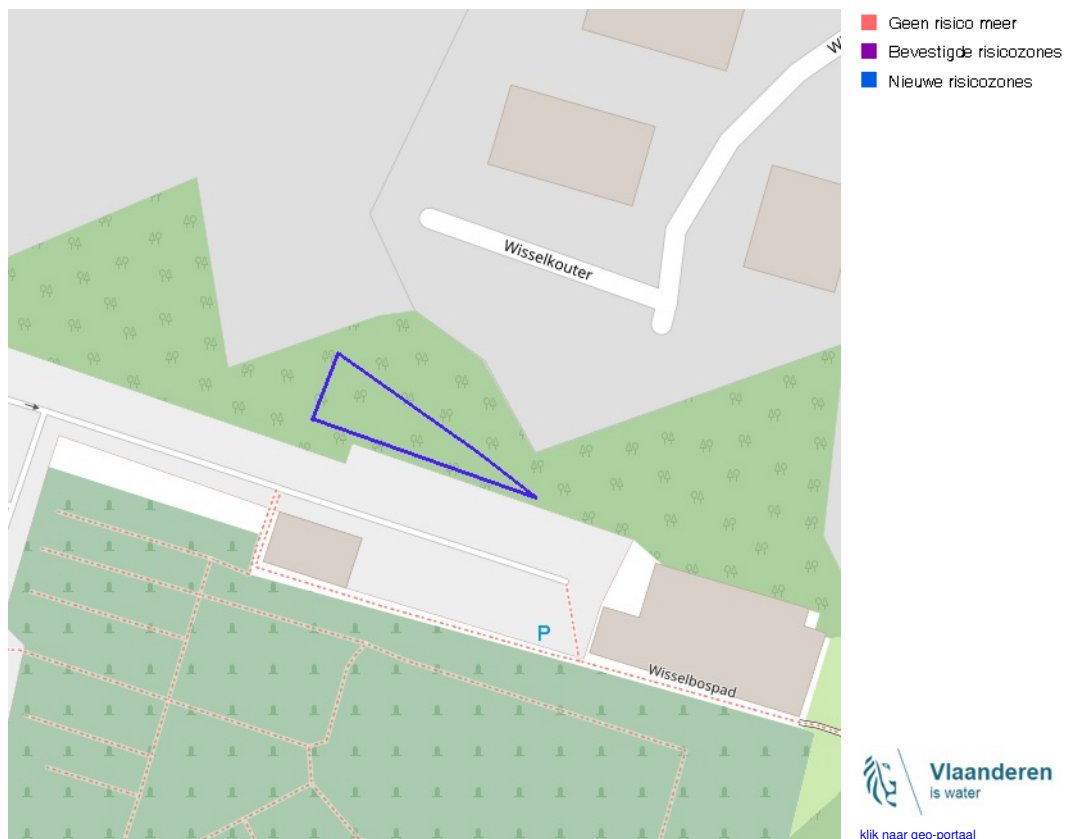 Geen risico meer
Bevestigde risicozones
Nieuwe risicozones
Wisselkouter
P
Wisselbospad
Vlaanderen
is water
klik naar geo-portaal